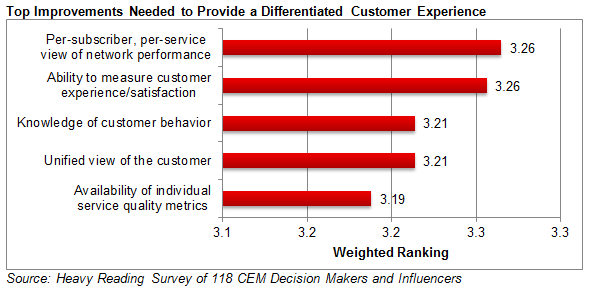 Top Improvements Needed to Provide a Differentiated Customer Experience
Per-subscriber, per-service
view of network performance
3.26
Ability to measure customer
experience/satisfaction
3.26
Knowledge of customer behavior
3.21
Unified view of the customer
3.21
Availability of individual
service quality metrics
3.19
3.1 3.2 3.2 3.3 3.3
Weighted Ranking
Source: Heavy Reading Survey of 118 CEM Decision Makers and Influencers